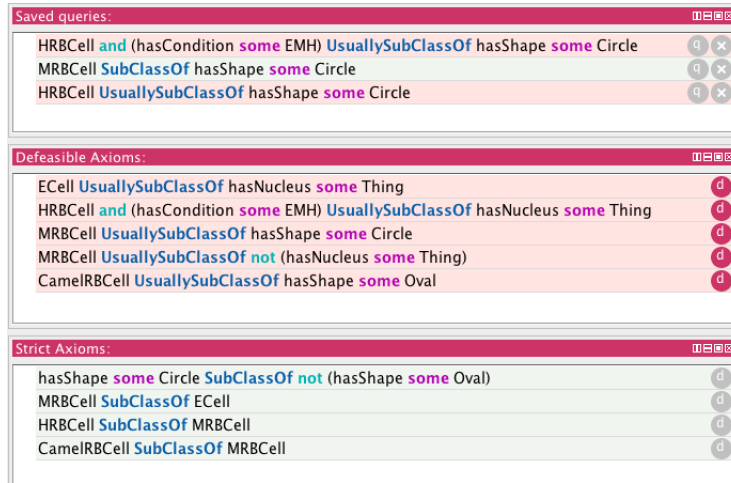 Saved queries:
HRBCell and (hasCondition some EMH) UsuallySubClassOf hasShape some Circle q x
MRBCell SubClassOf hasShape some Circle q x
HRBCell UsuallySubClassOf hasShape some Circle q x
Defeasible Axioms:
ECell UsuallySubClassOf hasNucleus some Thing d
HRBCell and (hasCondition some EMH) UsuallySubClassOf hasNucleus some Thing d
MRBCell UsuallySubClassOf hasShape some Circle d
MRBCell UsuallySubClassOf not (hasNucleus some Thing) d
CamelRBCell UsuallySubClassOf hasShape some Oval d
Strict Axioms:
hasShape some Circle SubClassOf not (hasShape some Oval) d
MRBCell SubClassOf ECell d
HRBCell SubClassOf MRBCell d
CamelRBCell SubClassOf MRBCell d